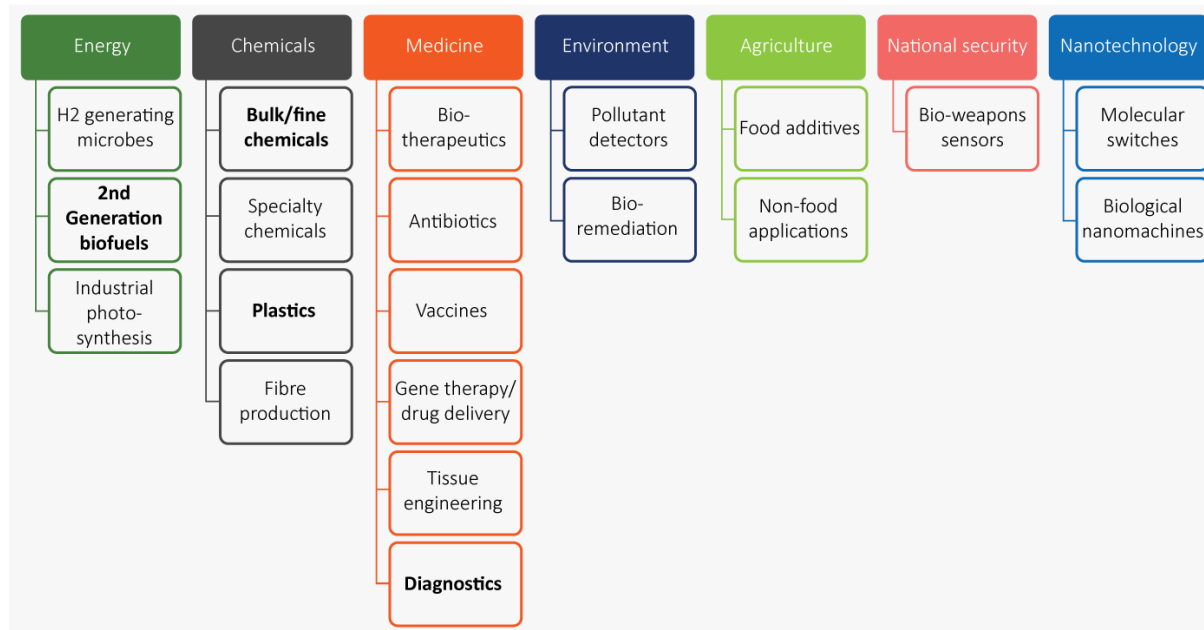 Energy
H2 generating
microbes
2nd
Generation
biofuels
Industrial
photo-
synthesis
Chemicals
Bulk/fine
chemicals
Specialty
chemicals
Plastics
Fibre
production
Medicine
Bio-
therapeutics
Antibiotics
Vaccines
Gene therapy/
drug delivery
Tissue
engineering
Diagnostics
Environment
Pollutant
detectors
Bio-
remediation
Agriculture
Food additives
Non-food
applications
National security
Bio-weapons
sensors
Nanotechnology
Molecular
switches
Biological
nanomachines